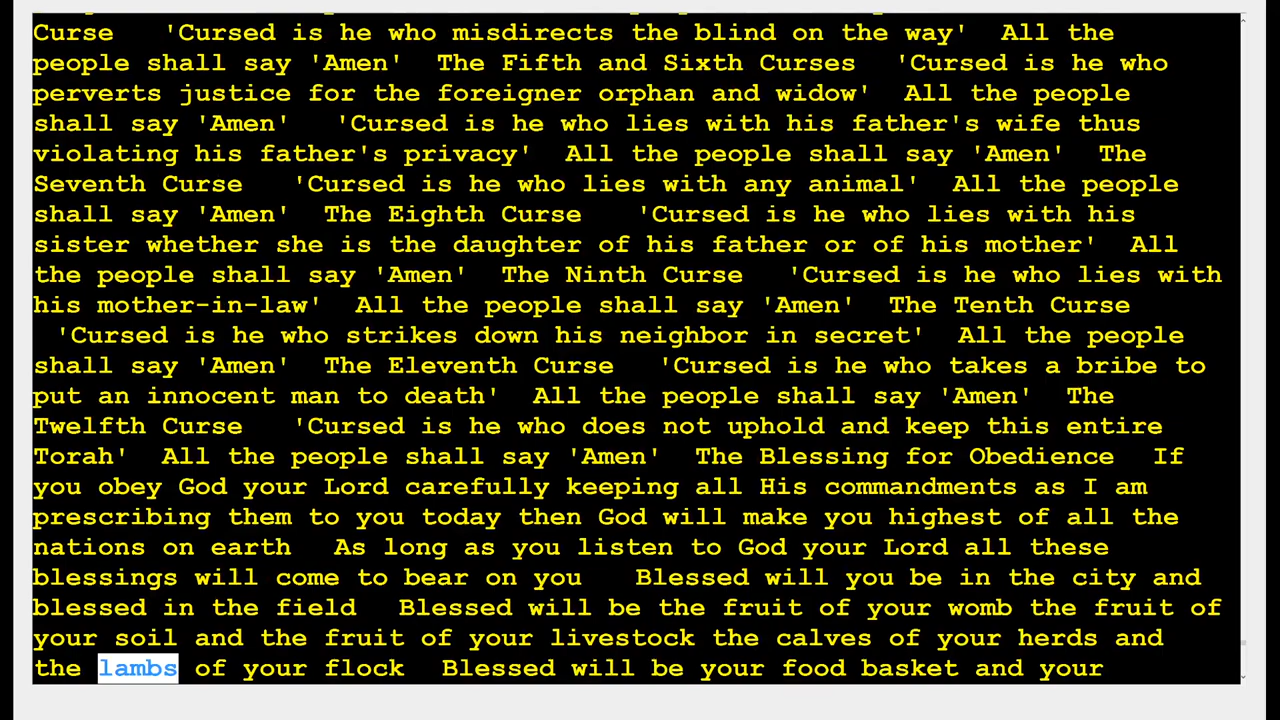 Curse 'Cursed is he who misdirects the blind on the way' All the
people shall say 'Amen' The Fifth and Sixth Curses 'Cursed is he who
perverts justice for the foreigner orphan and widow' All the people
shall say 'Amen' 'Cursed is he who lies with his father's wife thus
violating his father's privacy' All the people shall say 'Amen' The
Seventh Curse 'Cursed is he who lies with any animal' All the people
shall say 'Amen' The Eighth Curse 'Cursed is he who lies with his
sister whether she is the daughter of his father or of his mother' All
the people shall say 'Amen' The Ninth Curse 'Cursed is he who lies with
his mother-in-law' All the people shall say 'Amen' The Tenth Curse
'Cursed is he who strikes down his neighbor in secret' All the people
shall say 'Amen' The Eleventh Curse 'Cursed is he who takes a bribe to
put an innocent man to death' All the people shall say 'Amen' The
Twelfth Curse 'Cursed is he who does not uphold and keep this entire
Torah' All the people shall say 'Amen' The Blessing for Obedience If
you obey God your Lord carefully keeping all His commandments as I am
prescribing them to you today then God will make you highest of all the
nations on earth As long as you listen to God your Lord all these
blessings will come to bear on you Blessed will you be in the city and
blessed in the field Blessed will be the fruit of your womb the fruit of
your soil and the fruit of your livestock the calves of your herds and
the lambs of your flock Blessed will be your food basket and your